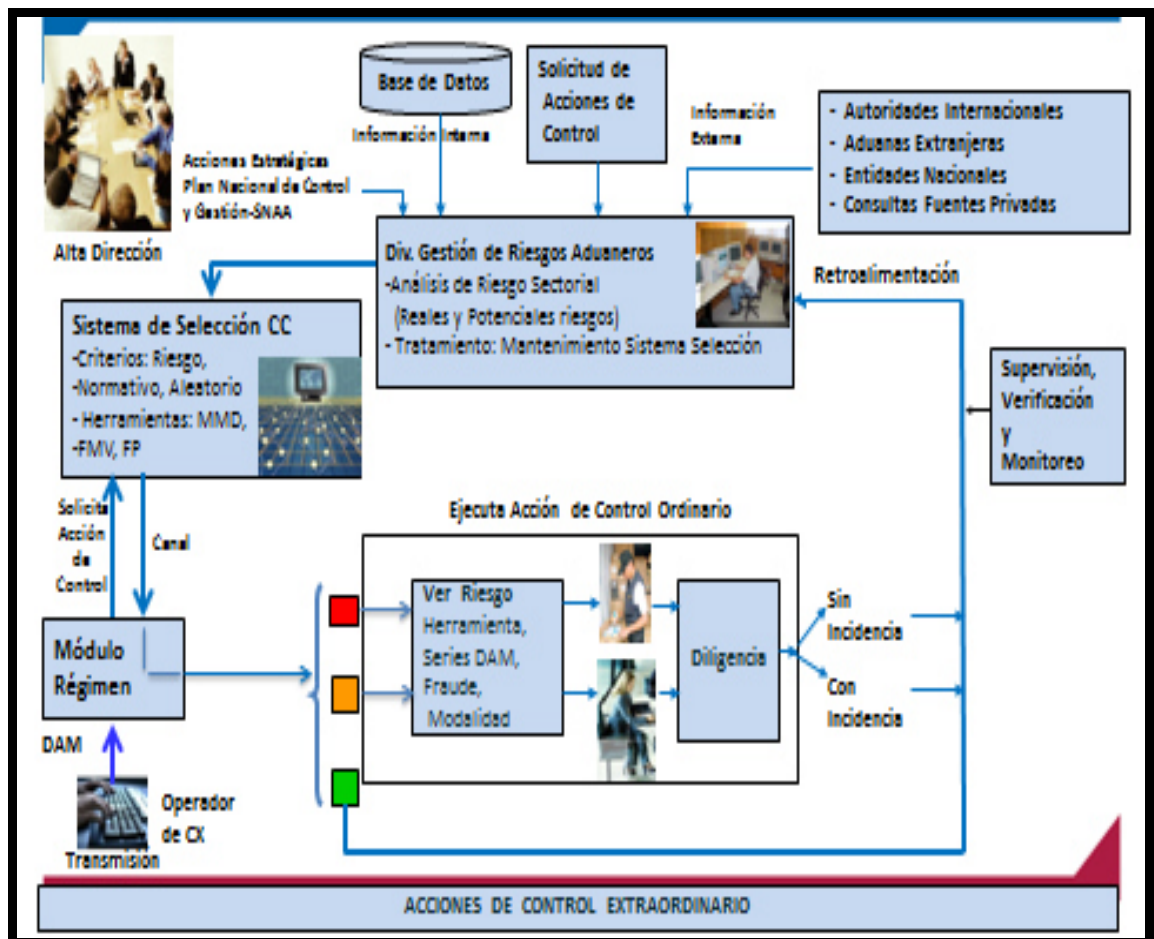 Base de Datos
Solicitud de
Acciones de
Control
Información Interna
Información
Externa
- Autoridades Internacionales
- Aduanas Extranjeras
- Entidades Nacionales
- Consultas Fuentes Privadas
Acciones Estratégicas
Plan Nacional de Control
y Gestión-SNAA
Alta Dirección
Div. Gestión de Riesgos Aduaneros
-Análisis de Riesgo Sectorial
(Reales y Potenciales riesgos)
- Tratamiento: Mantenimiento Sistema Selección
Retroalimentación
Sistema de Selección CC
-Criterios: Riesgo,
-Normativo, Aleatorio
- Herramientas: MMD,
-FMV, FP
Supervisión,
Verificación
y
Monitoreo
Solicita
Acción
de
Control
Canal
Ejecuta Acción de Control Ordinario
Ver Riesgo
Herramienta,
Series DAM,
Fraude,
Modalidad
Diligencia
Sin
Incidencia
Con
Incidencia
Módulo
Régimen
DAM
Operador
de CX
Transmisión
ACCIONES DE CONTROL EXTRAORDINARIO